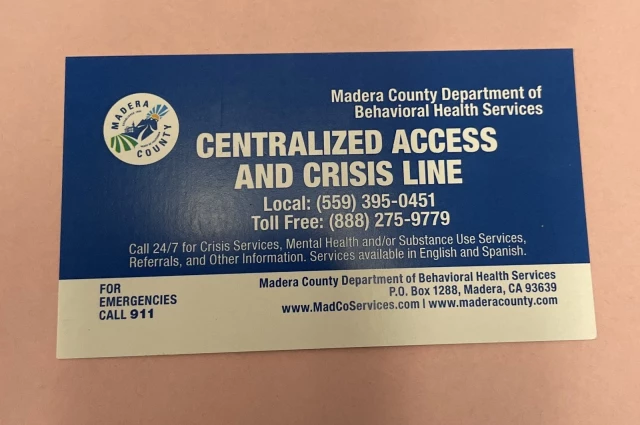 MADERA
COUNTY
Madera County Department of
Behavioral Health Services
CENTRALIZED ACCESS
AND CRISIS LINE
Local: (559) 395-0451
Toll Free: (888) 275-9779
Call 24/7 for Crisis Services, Mental Health and/or Substance Use Services,
Referrals, and Other Information. Services available in English and Spanish.
FOR
EMERGENCIES
CALL 911
Madera County Department of Behavioral Health Services
P.O. Box 1288, Madera, CA 93639
www.MadCoServices.com | www.maderacounty.com